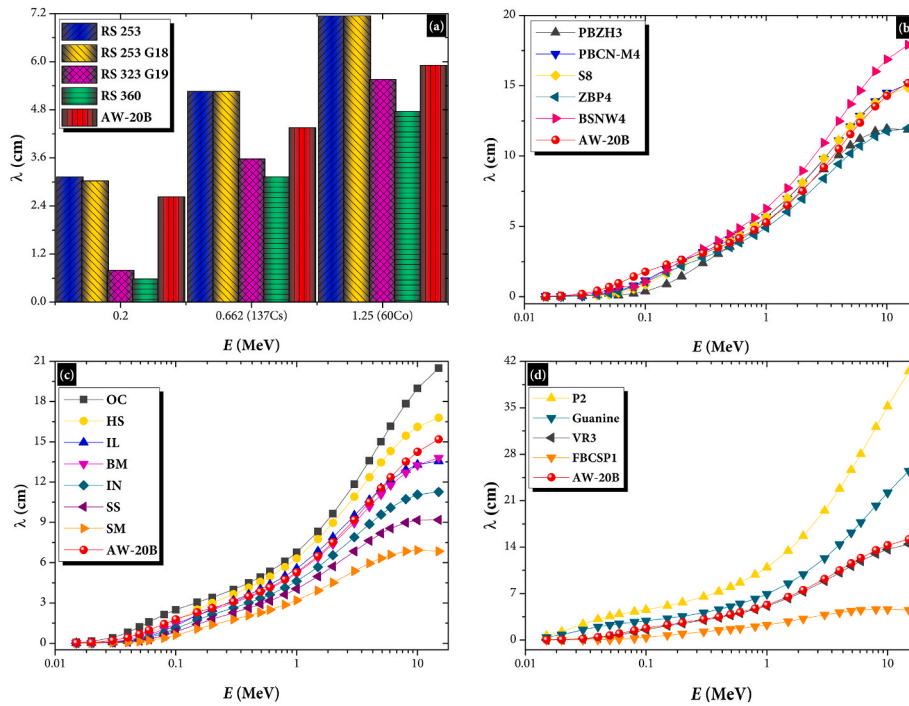 (a)
7.2
6.0
4.8
3.6
2.4
1.2
0.0
λ (cm)
RS 253
RS 253 G18
RS 323 G19
RS 360
AW-20B
0.2
0.662 (137Cs)
1.25 (60Co)
E (MeV)
(b)
20
15
10
5
0
λ (cm)
PBZH3
PBCN-M4
S8
ZBP4
BSNW4
AW-20B
0.01
0.1
1
10
E (MeV)
(c)
21
18
15
12
9
6
3
0
λ (cm)
OC
HS
IL
BM
IN
SS
SM
AW-20B
0.01
0.1
1
10
E (MeV)
(d)
42
35
28
21
14
7
0
λ (cm)
P2
Guanine
VR3
FBCSP1
AW-20B
0.01
0.1
1
10
E (MeV)